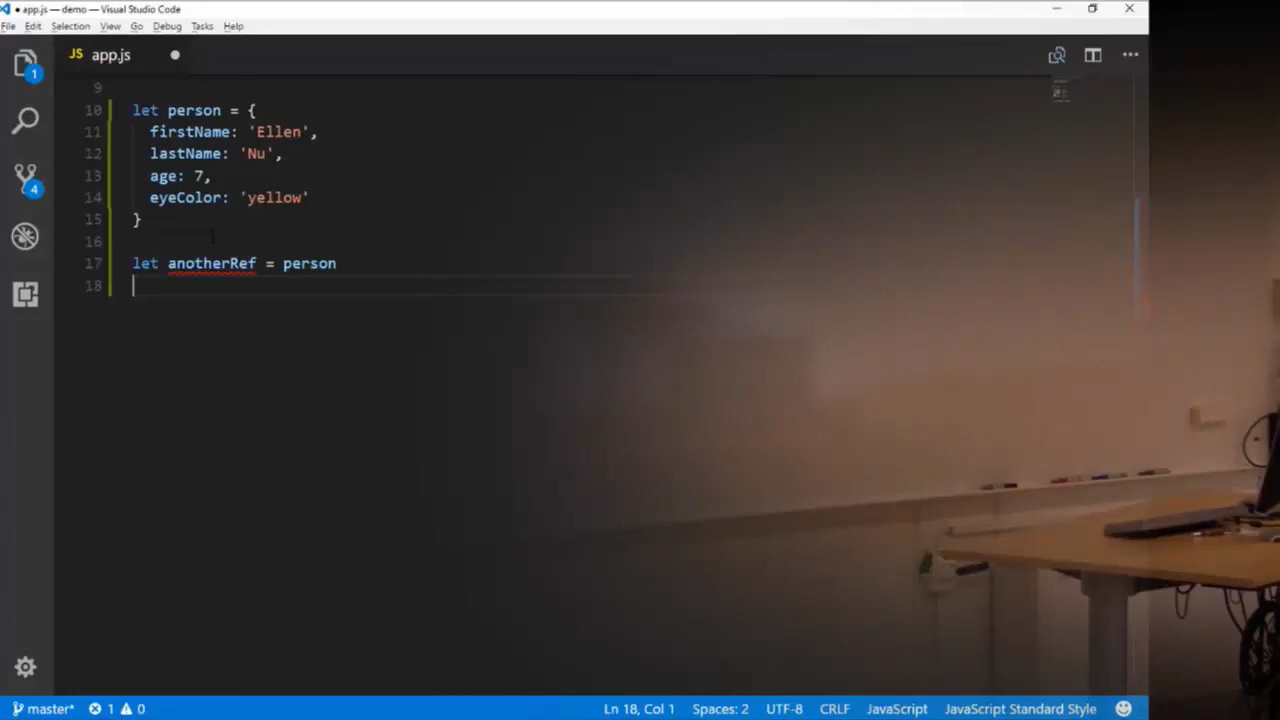 ● app.js — demo — Visual Studio Code
File Edit Selection View Go Debug Tasks Help
JS app.js ●
9
10 let person = {
11 firstName: 'Ellen',
12 lastName: 'Nu',
13 age: 7,
14 eyeColor: 'yellow'
15 }
16
17 let anotherRef = person
18
1
4
master* 1 0 Ln 18, Col 1 Spaces: 2 UTF-8 CRLF JavaScript JavaScript Standard Style